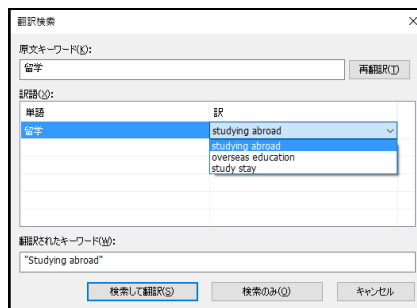 翻訳検索
原文キーワード(K):
留学
再翻訳(T)
訳語(Y):
単語 訳
留学 studying abroad
studying abroad
overseas education
study stay
翻訳されたキーワード(W):
"Studying abroad"
検索して翻訳(S) 検索のみ(O) キャンセル